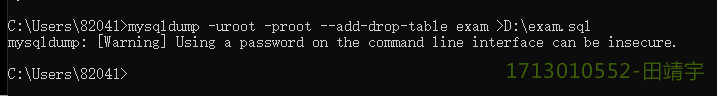 C:\Users\82041>mysqldump -uroot -proot --add-drop-table exam >D:\exam.sql
mysqldump: [Warning] Using a password on the command line interface can be insecure.
C:\Users\82041>
1713010552-田靖宇